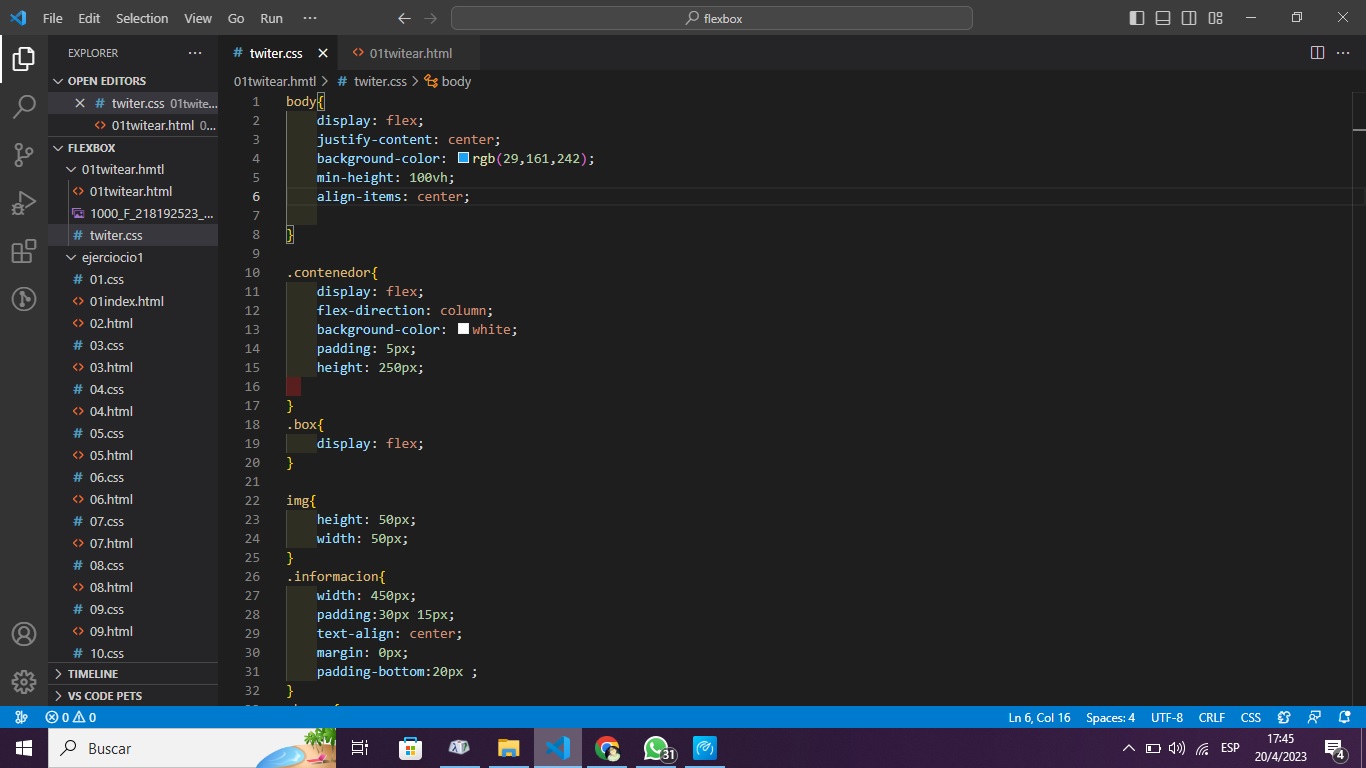 File Edit Selection View Go Run ···
flexbox
EXPLORER ···
OPEN EDITORS
# twiter.css 01twite...
<> 01twitear.html 0...
FLEXBOX
01twitear.hmtl
<> 01twitear.html
1000_F_218192523_...
# twiter.css
ejerciocio1
# 01.css
<> 01index.html
<> 02.html
# 03.css
<> 03.html
# 04.css
<> 04.html
# 05.css
<> 05.html
# 06.css
<> 06.html
# 07.css
<> 07.html
# 08.css
<> 08.html
# 09.css
<> 09.html
# 10.css
TIMELINE
VS CODE PETS
# twiter.css <> 01twitear.html
01twitear.hmtl > # twiter.css > body
1 body{
2 display: flex;
3 justify-content: center;
4 background-color: rgb(29,161,242);
5 min-height: 100vh;
6 align-items: center;
7
8 }
9
10 .contenedor{
11 display: flex;
12 flex-direction: column;
13 background-color: white;
14 padding: 5px;
15 height: 250px;
16
17 }
18 .box{
19 display: flex;
20 }
21
22 img{
23 height: 50px;
24 width: 50px;
25 }
26 .informacion{
27 width: 450px;
28 padding:30px 15px;
29 text-align: center;
30 margin: 0px;
31 padding-bottom:20px ;
32 }
0 0 Ln 6, Col 16 Spaces: 4 UTF-8 CRLF CSS
Buscar
31
ESP
17:45
20/4/2023
4